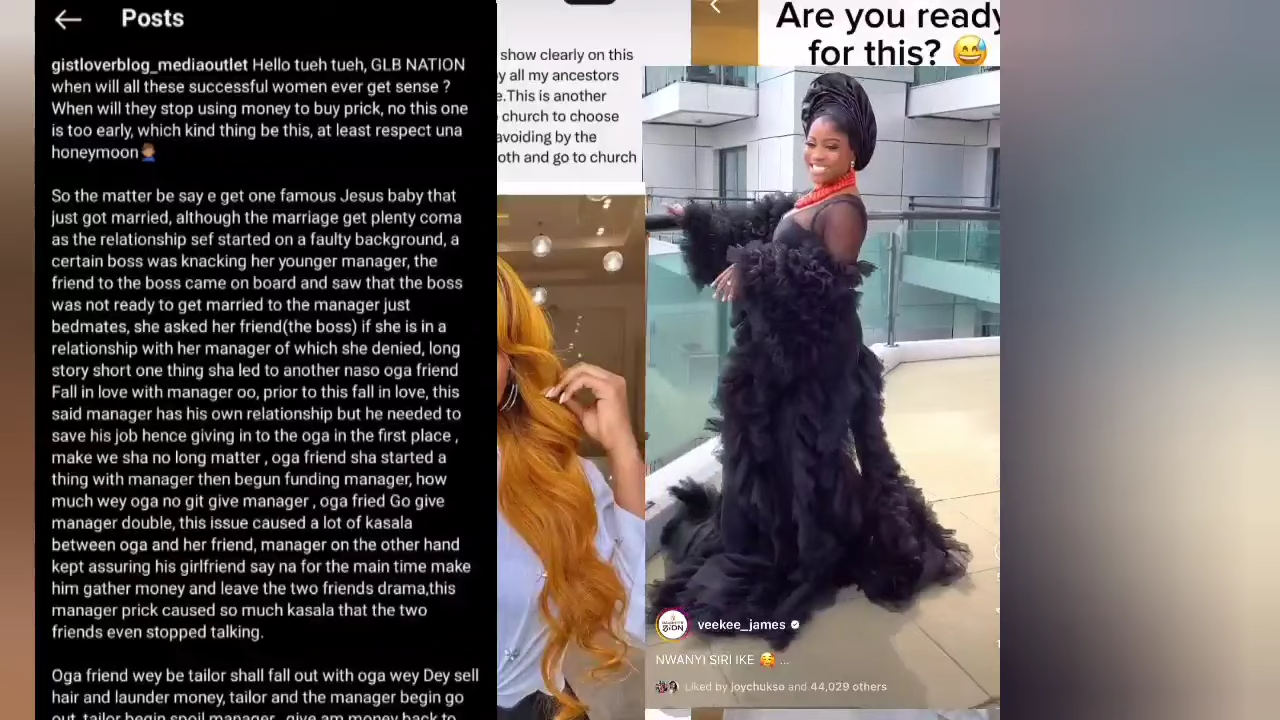 Posts
gistloverblog_medianetwet Hello tueh tueh, GLB NATION
when will all these successful women ever get sense ?
When will they stop using money to buy prick, no this one
is too early, which kind thing be this, at least respect una
honeymoon🤦🏽‍♂️
So the matter be say e get one famous Jesus baby that
just got married, although the marriage get plenty coma
as the relationship sef started on a faulty background, a
certain boss was knacking her younger manager, the
friend to the boss came on board and saw that the boss
was not ready to get married to the manager just
bedmates, she asked her friend(the boss) if she is in a
relationship with her manager of which she denied, long
story short one thing sha led to another naso oga friend
Fall in love with manager oo, prior to this fall in love, this
said manager has his own relationship but he needed to
save his job hence giving in to the oga in the first place ,
make we sha no long matter , oga friend sha started a
thing with manager then begun funding manager, how
much wey oga no git give manager , oga fried Go give
manager double, this issue caused a lot of kasala
between oga and her friend, manager on the other hand
kept assuring his girlfriend say na for the main time make
him gather money and leave the two friends drama,this
manager prick caused so much kasala that the two
friends even stopped talking.
Oga friend wey be tailor shall fall out with oga wey Dey sell
hair and launder money, tailor and the manager begin go
out, tailor begin spoil manager , give am money back to
show clearly on this
y all my ancestors
e.This is another
church to choose
avoiding by the
oth and go to church
Are you ready
for this? 😅
veekee_james
NWANYI SIRI IKE 🥰 ...
Liked by joychukso and 44,029 others